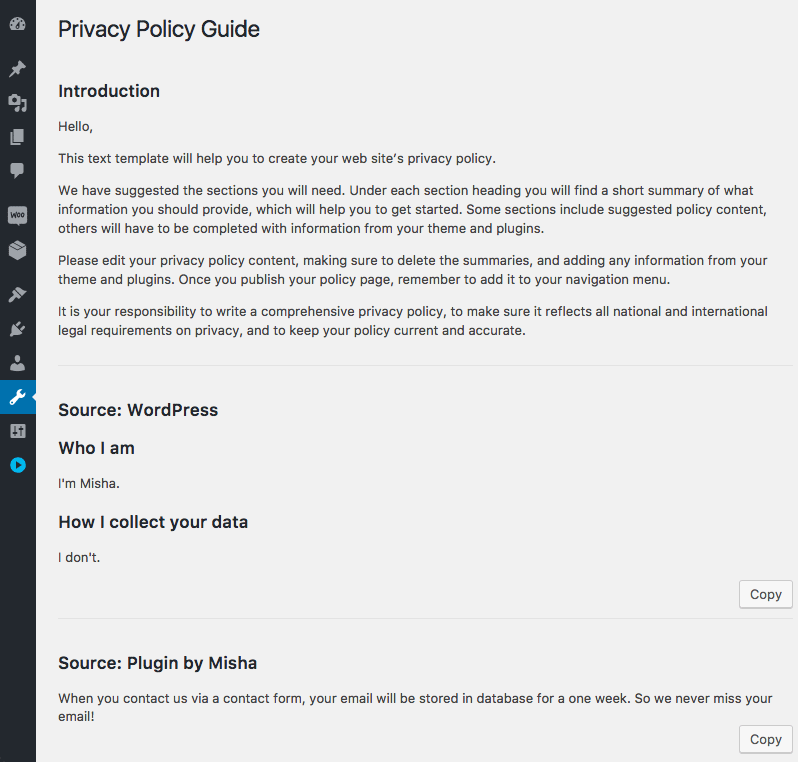 Privacy Policy Guide
Introduction
Hello,
This text template will help you to create your web site’s privacy policy.
We have suggested the sections you will need. Under each section heading you will find a short summary of what
information you should provide, which will help you to get started. Some sections include suggested policy content,
others will have to be completed with information from your theme and plugins.
Please edit your privacy policy content, making sure to delete the summaries, and adding any information from your
theme and plugins. Once you publish your policy page, remember to add it to your navigation menu.
It is your responsibility to write a comprehensive privacy policy, to make sure it reflects all national and international
legal requirements on privacy, and to keep your policy current and accurate.
WOO
Source: WordPress
Who I am
I'm Misha.
How I collect your data
I don't.
Copy
Source: Plugin by Misha
When you contact us via a contact form, your email will be stored in database for a one week. So we never miss your
email!
Copy